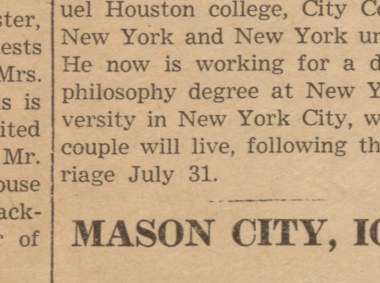 ster,
ests
Mrs.
s is
ited
Mr.
ouse
ack-
r of
uel Houston college, City C
New York and New York un
He now is working for a d
philosophy degree at New Y
versity in New York City, w
couple will live, following th
riage July 31.
MASON CITY, IO